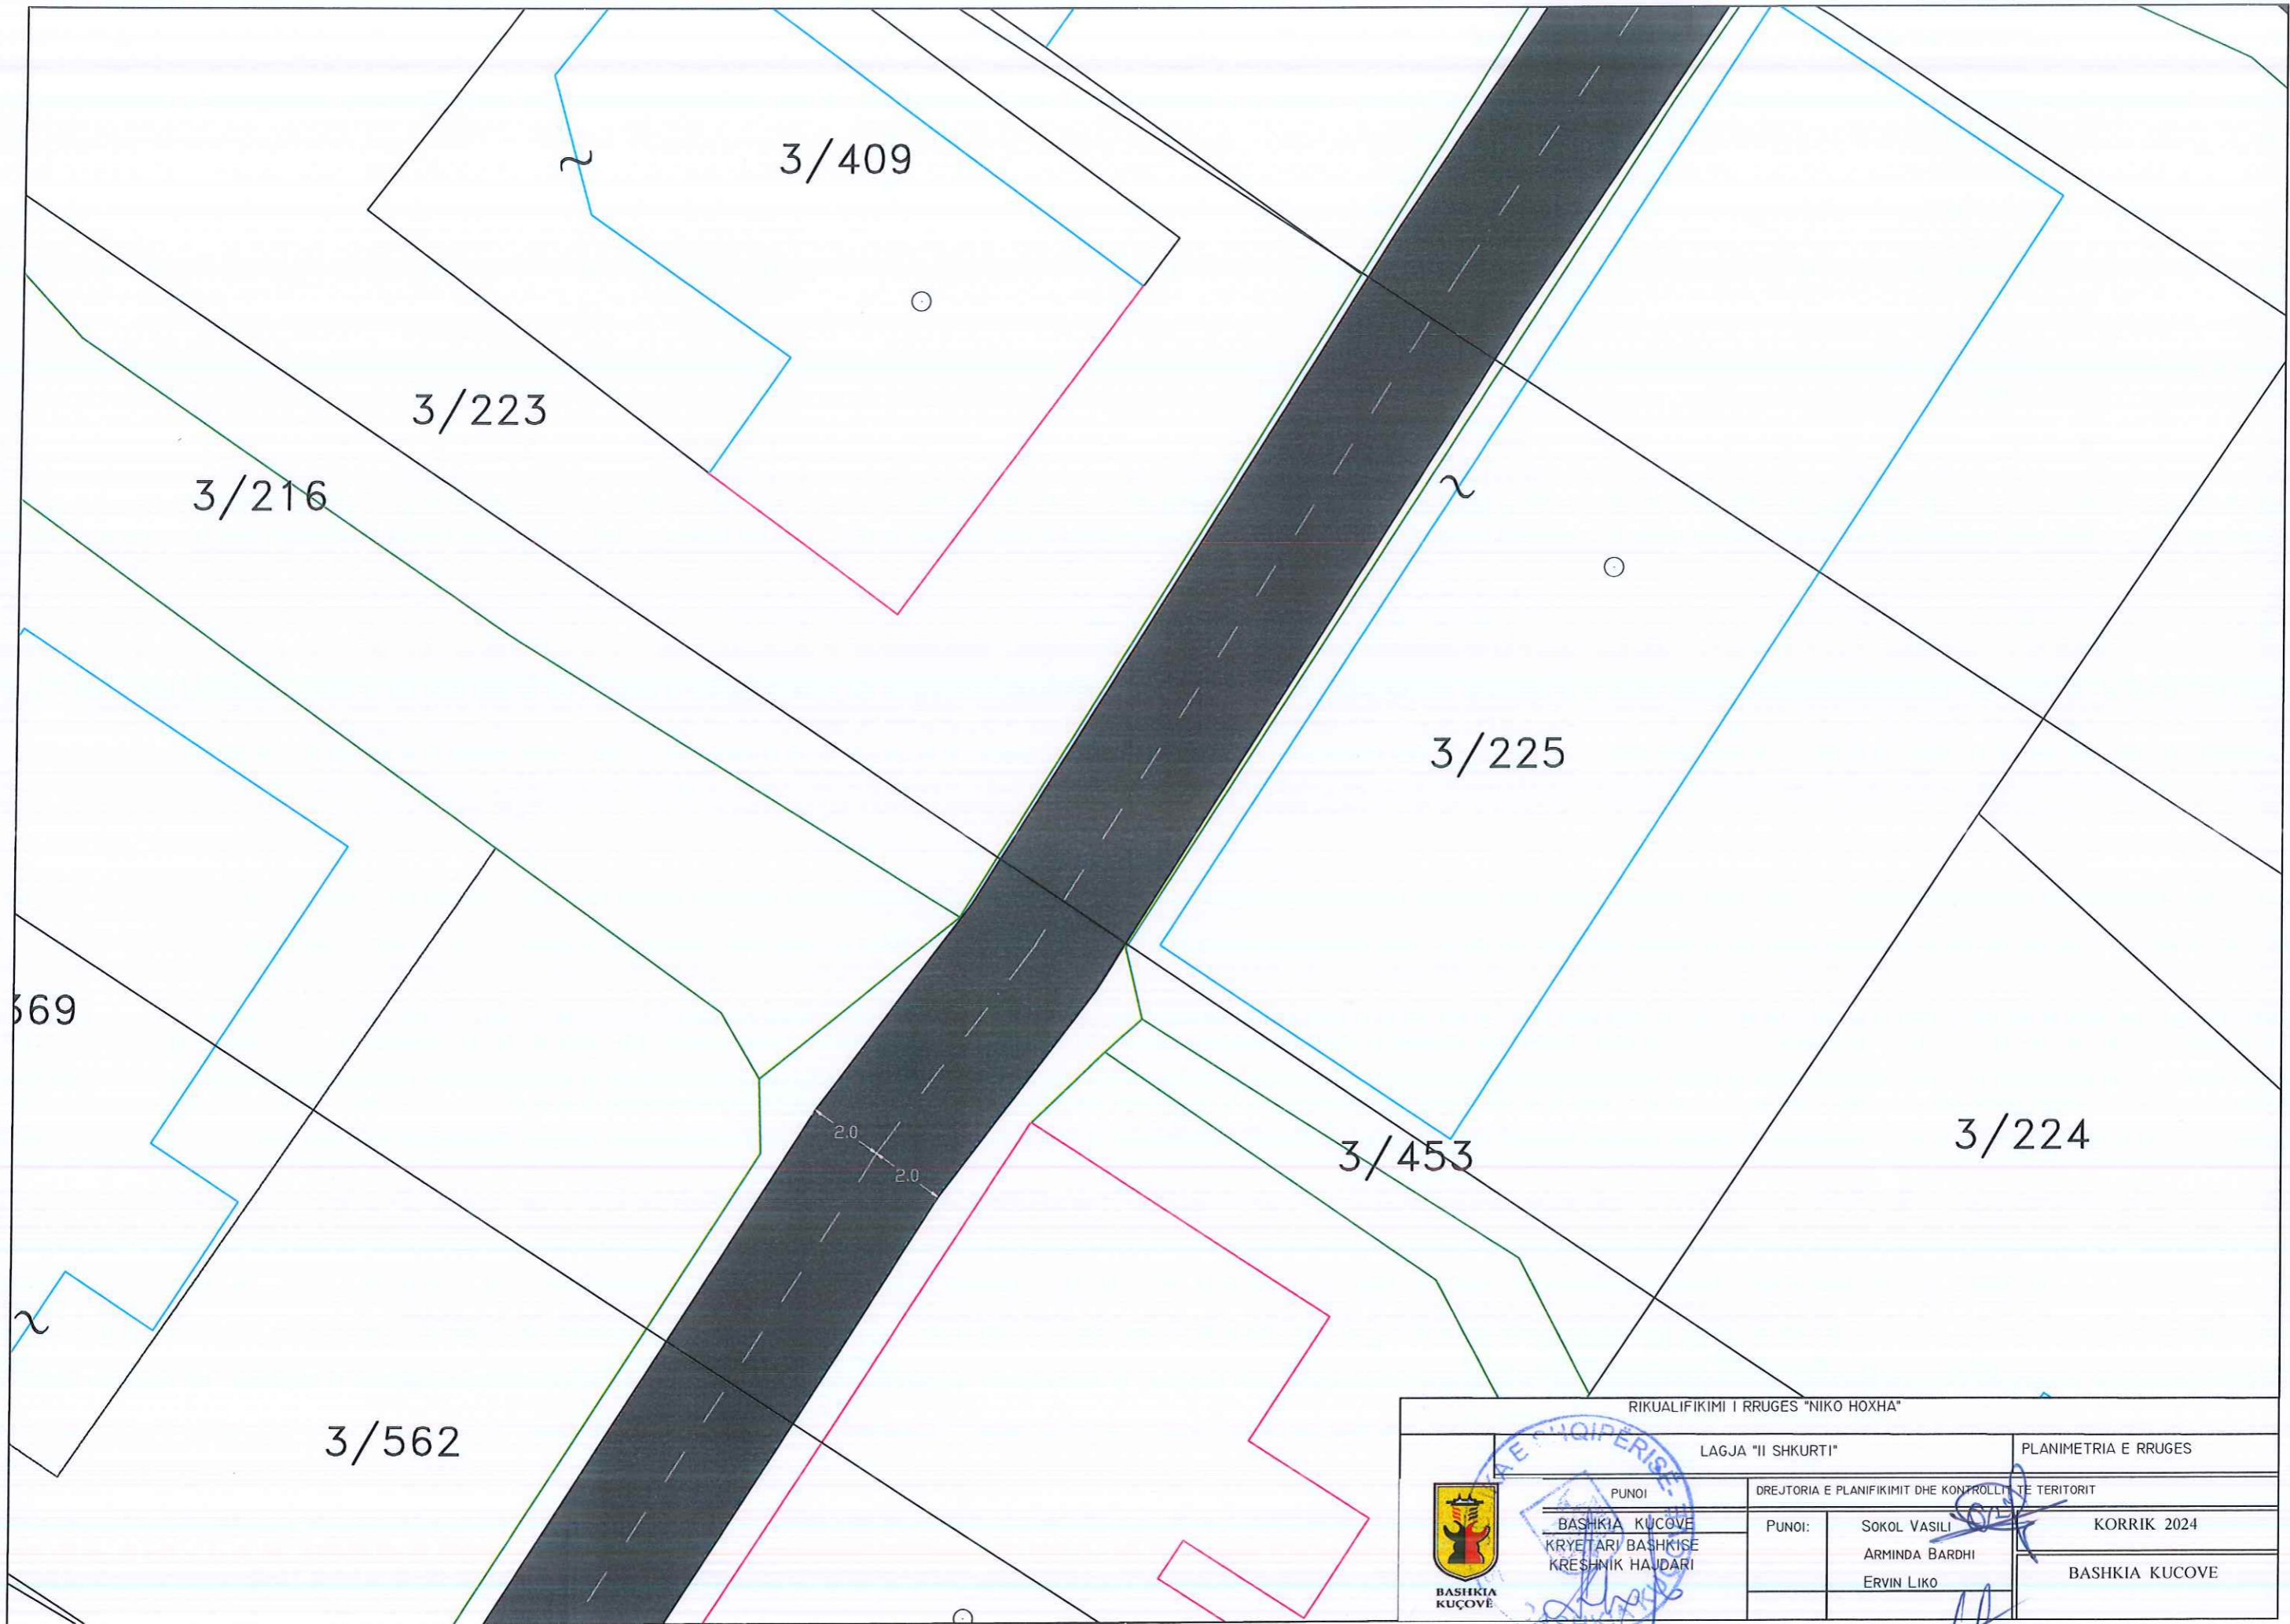 3/409
3/223
3/216
3/225
69
3/453
3/224
2.0
2.0
3/562
RIKUALIFIKIMI I RRUGES "NIKO HOXHA"
LAGJA "II SHKURTI"
PLANIMETRIA E RRUGES
PUNOI
DREJTORIA E PLANIFIKIMIT DHE KONTROLLIT TE TERITORIT
BASHKIA KUCOVE
KRYETARI BASHKISE
KRESHNIK HAJDARI
PUNOI:
SOKOL VASILI
ARMINDA BARDHI
ERVIN LIKO
KORRIK 2024
BASHKIA KUCOVE
BASHKIA
KUÇOVË